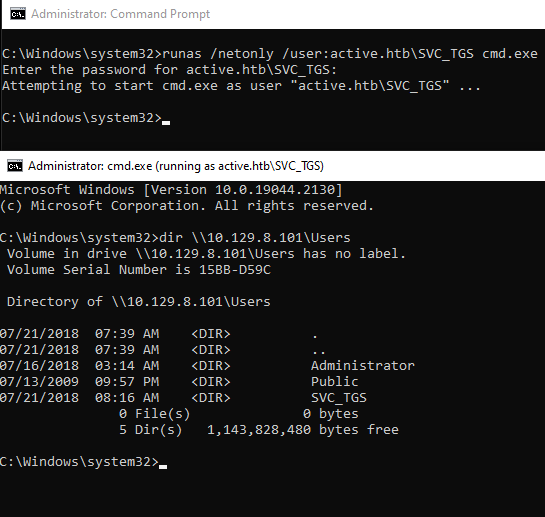 Administrator: Command Prompt
C:\Windows\system32>runas /netonly /user:active.htb\SVC_TGS cmd.exe
Enter the password for active.htb\SVC_TGS:
Attempting to start cmd.exe as user "active.htb\SVC_TGS" ...
C:\Windows\system32>
Administrator: cmd.exe (running as active.htb\SVC_TGS)
Microsoft Windows [Version 10.0.19044.2130]
(c) Microsoft Corporation. All rights reserved.
C:\Windows\system32>dir \\10.129.8.101\Users
 Volume in drive \\10.129.8.101\Users has no label.
 Volume Serial Number is 15BB-D59C
 Directory of \\10.129.8.101\Users
07/21/2018  07:39 AM    <DIR>          .
07/21/2018  07:39 AM    <DIR>          ..
07/16/2018  03:14 AM    <DIR>          Administrator
07/13/2009  09:57 PM    <DIR>          Public
07/21/2018  08:16 AM    <DIR>          SVC_TGS
               0 File(s)              0 bytes
               5 Dir(s)   1,143,828,480 bytes free
C:\Windows\system32>